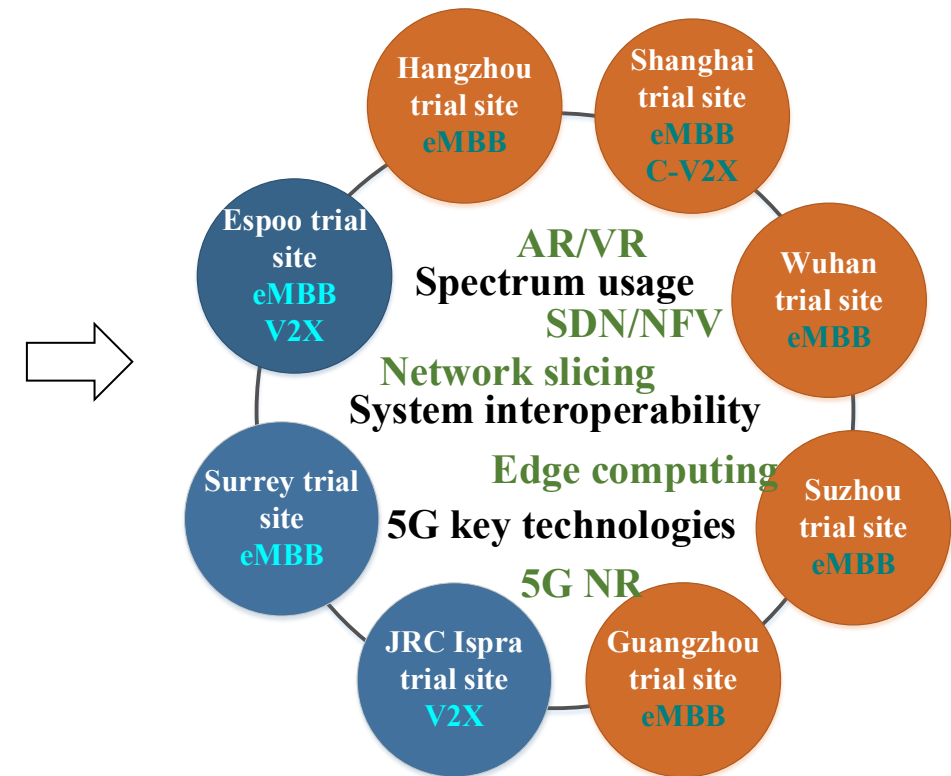 Hangzhou
trial site
eMBB
Shanghai
trial site
eMBB
C-V2X
Espoo trial
site
eMBB
V2X
AR/VR
Spectrum usage
SDN/NFV
Network slicing
System interoperability
Edge computing
5G key technologies
5G NR
Wuhan
trial site
eMBB
Surrey trial
site
eMBB
Suzhou
trial site
eMBB
JRC Ispra
trial site
V2X
Guangzhou
trial site
eMBB